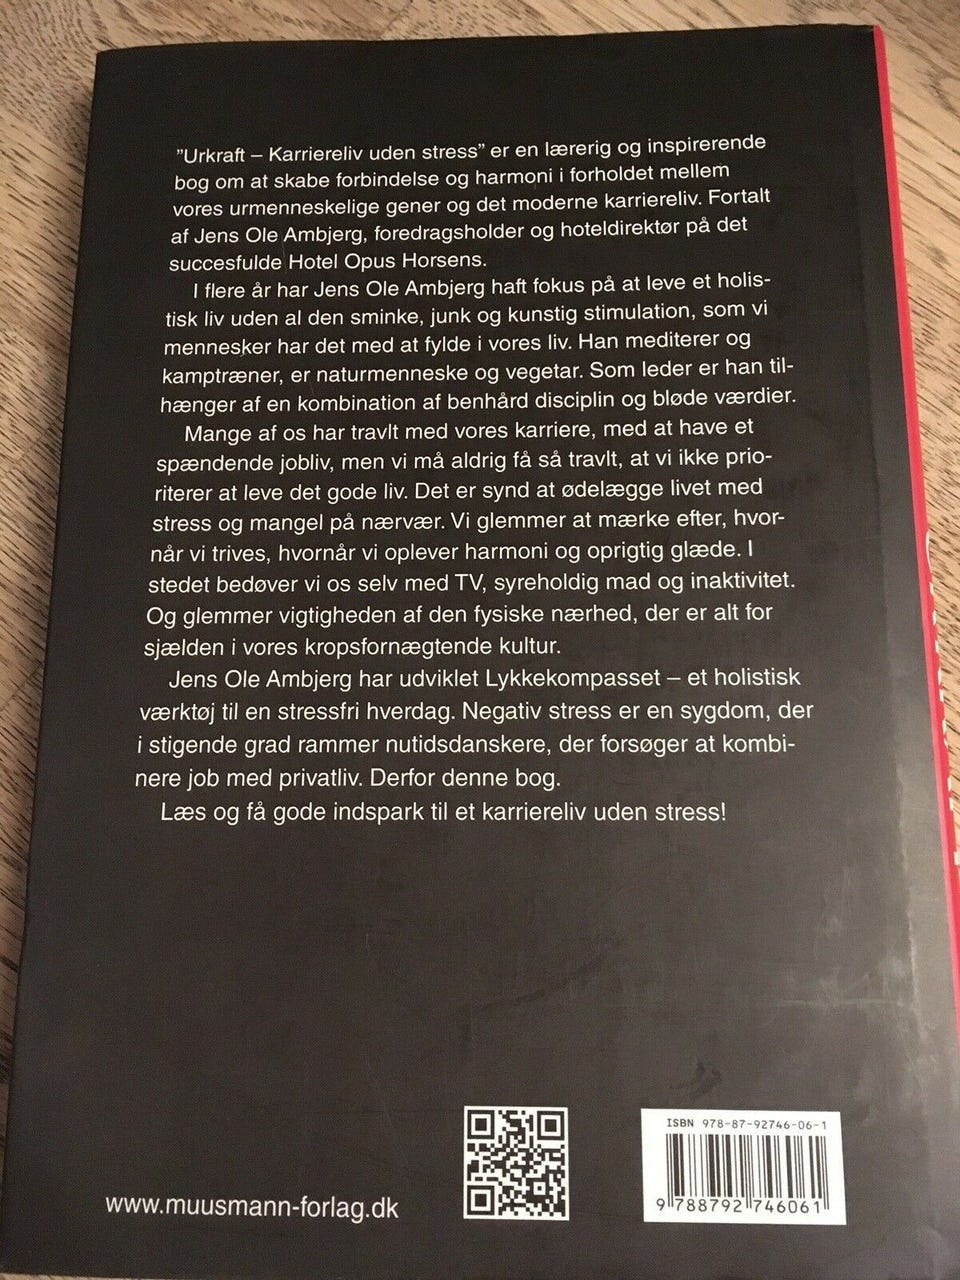 "Urkraft – Karriereliv uden stress" er en lærerig og inspirerende
bog om at skabe forbindelse og harmoni i forholdet mellem
vores urmenneskelige gener og det moderne karriereliv. Fortalt
af Jens Ole Ambjerg, foredragsholder og hoteldirektør på det
succesfulde Hotel Opus Horsens.
I flere år har Jens Ole Ambjerg haft fokus på at leve et holis-
tisk liv uden al den sminke, junk og kunstig stimulation, som vi
mennesker har det med at fylde i vores liv. Han mediterer og
kamptræner, er naturmenneske og vegetar. Som leder er han til-
hænger af en kombination af benhård disciplin og bløde værdier.
Mange af os har travlt med vores karriere, med at have et
spændende jobliv, men vi må aldrig få så travlt, at vi ikke prio-
riterer at leve det gode liv. Det er synd at ødelægge livet med
stress og mangel på nærvær. Vi glemmer at mærke efter, hvor-
når vi trives, hvornår vi oplever harmoni og oprigtig glæde. I
stedet bedøver vi os selv med TV, syreholdig mad og inaktivitet.
Og glemmer vigtigheden af den fysiske nærhed, der er alt for
sjælden i vores kropsfornægtende kultur.
Jens Ole Ambjerg har udviklet Lykkekompasset – et holistisk
værktøj til en stressfri hverdag. Negativ stress er en sygdom, der
i stigende grad rammer nutidsdanskere, der forsøger at kombi-
nere job med privatliv. Derfor denne bog.
Læs og få gode indspark til et karriereliv uden stress!
www.muusmann-forlag.dk
ISBN 978-87-92746-06-1
9 788792 746061